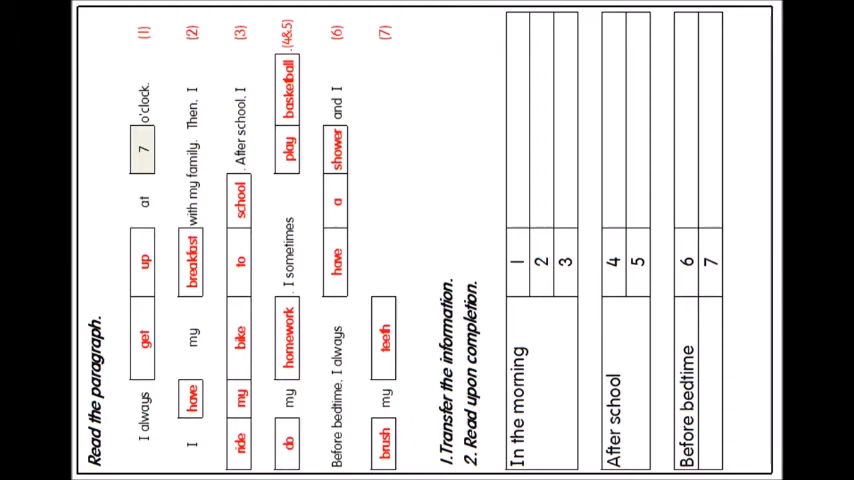 Read the paragraph.
I always get up at 7 o'clock. (1)
I have my breakfast with my family. Then, I (2)
ride my bike to school. After school, I (3)
do my homework. I sometimes play basketball. (4&5)
Before bedtime, I always have a shower and I (6)
brush my teeth (7)
1.Transfer the information.
2. Read upon completion.
In the morning 1
2
3
After school 4
5
Before bedtime 6
7